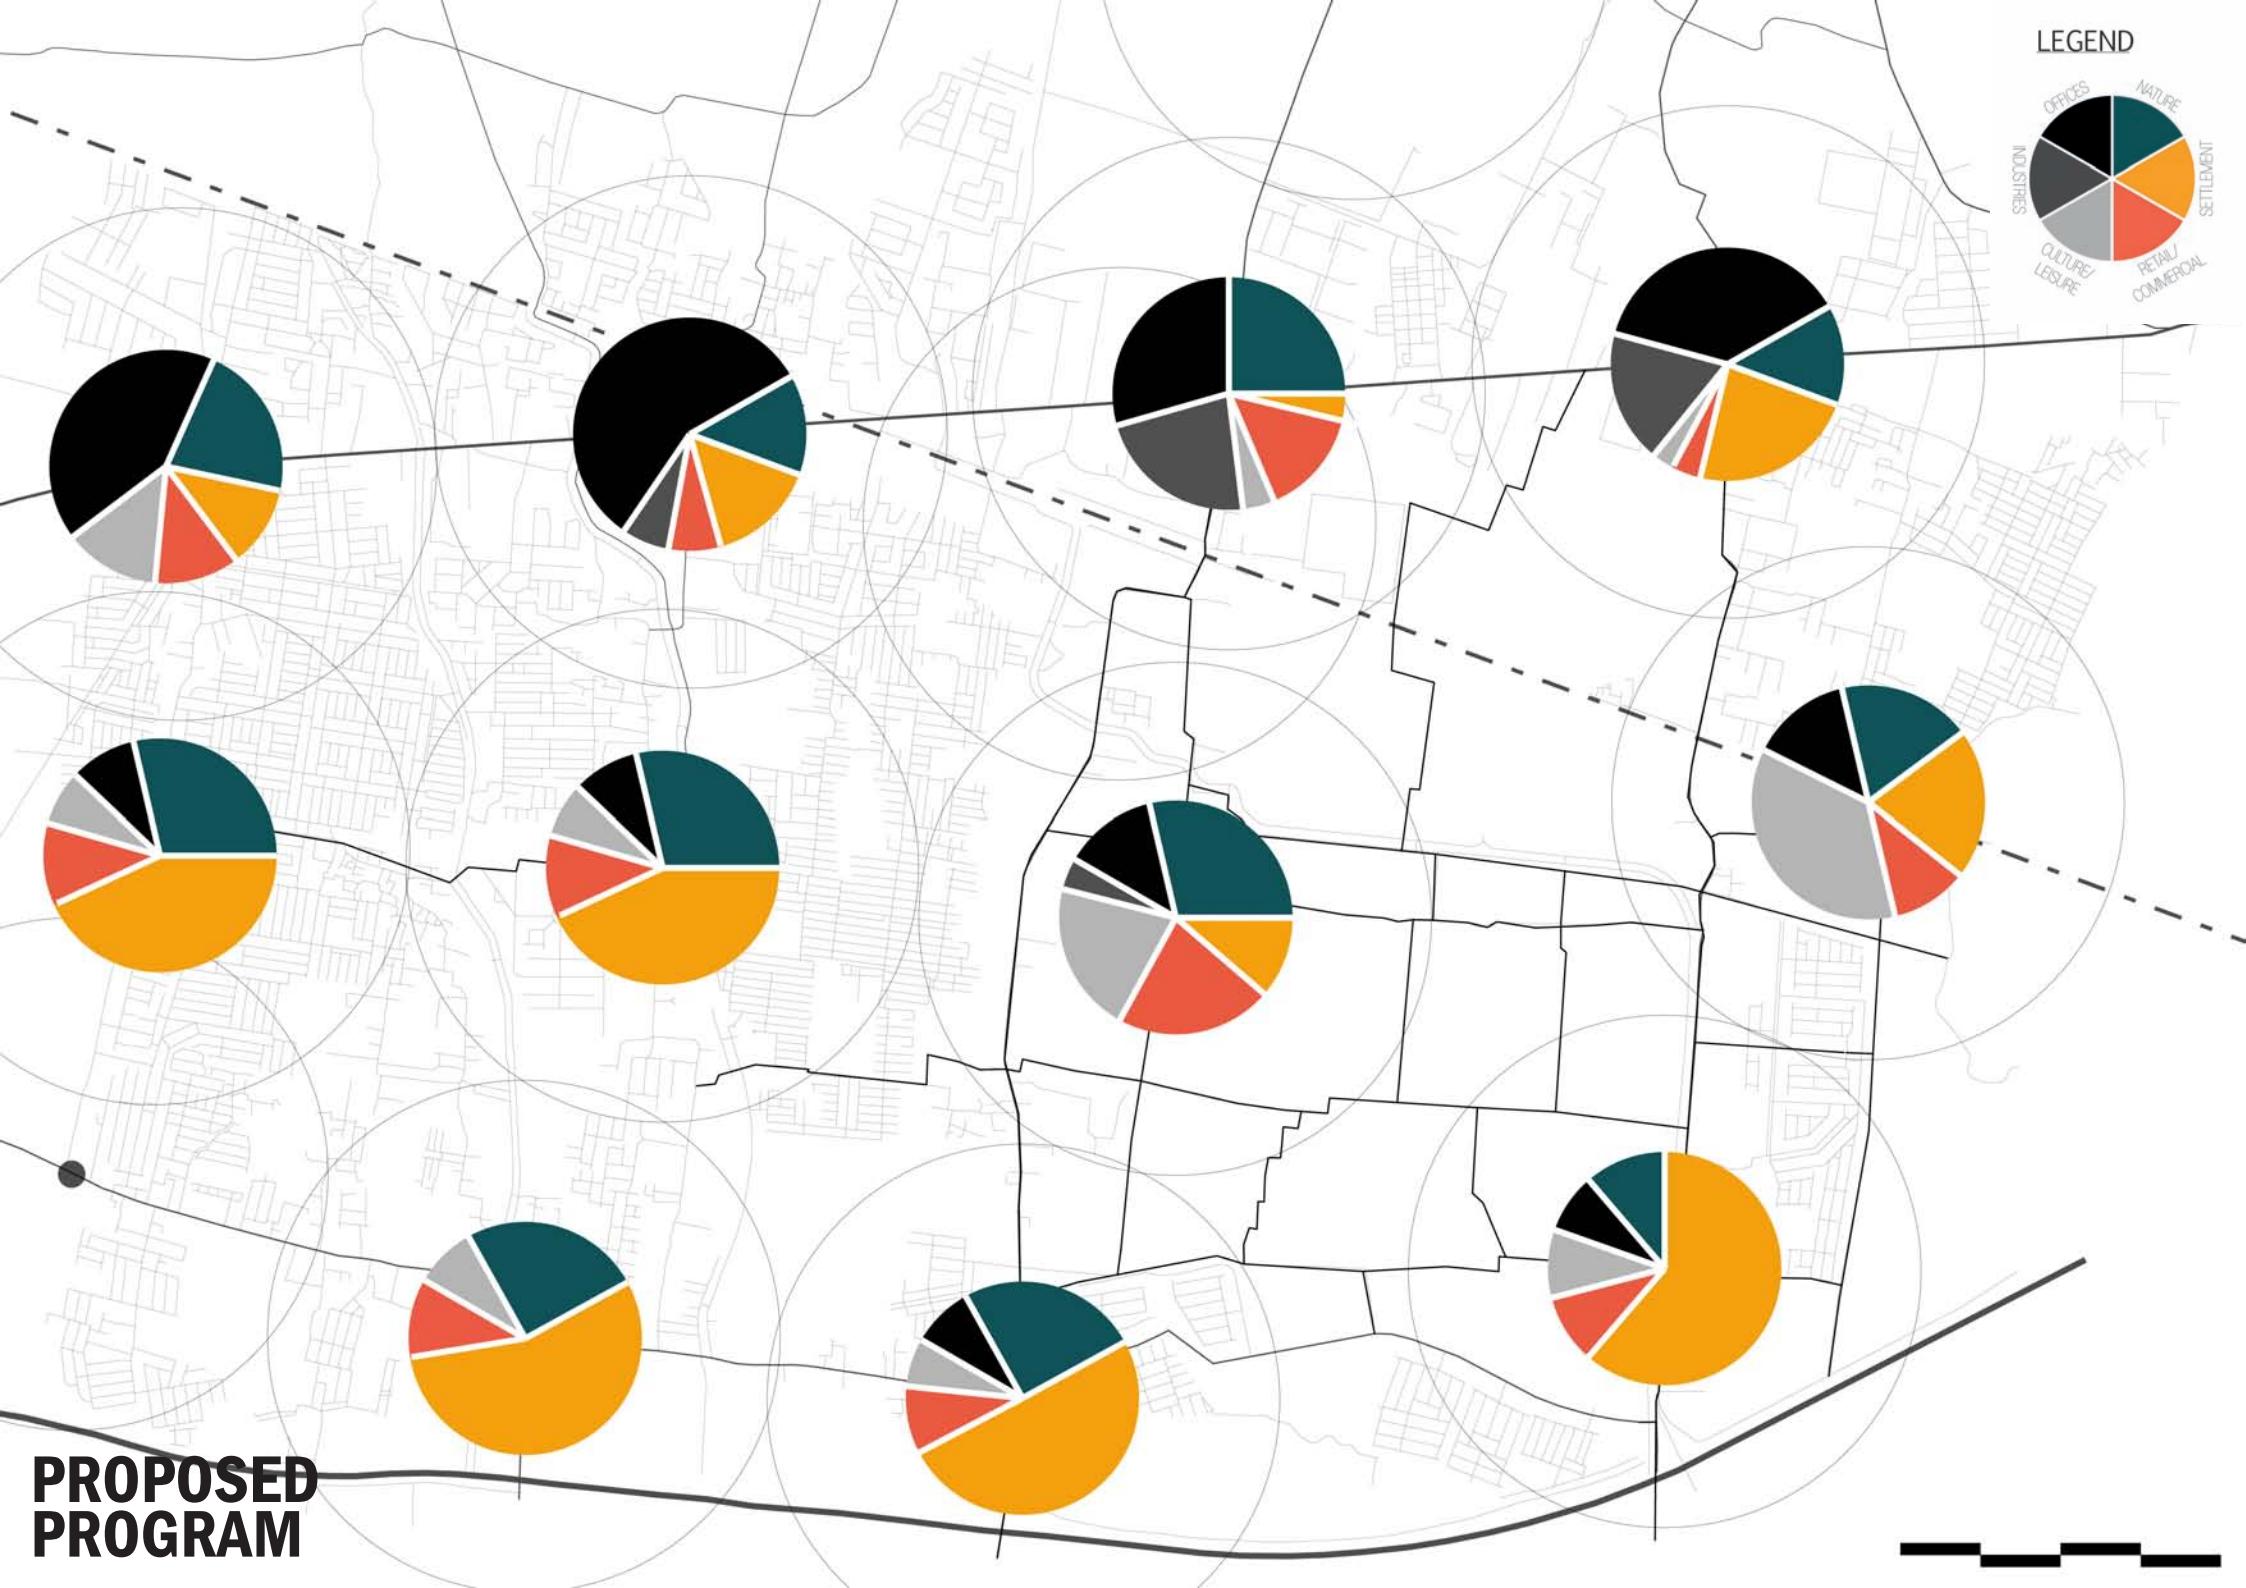 LEGEND
OFFICES
NATURE
INDUSTRIES
SETTLEMENT
CULTURE/
LEISURE
RETAIL/
COMMERCIAL
PROPOSED
PROGRAM